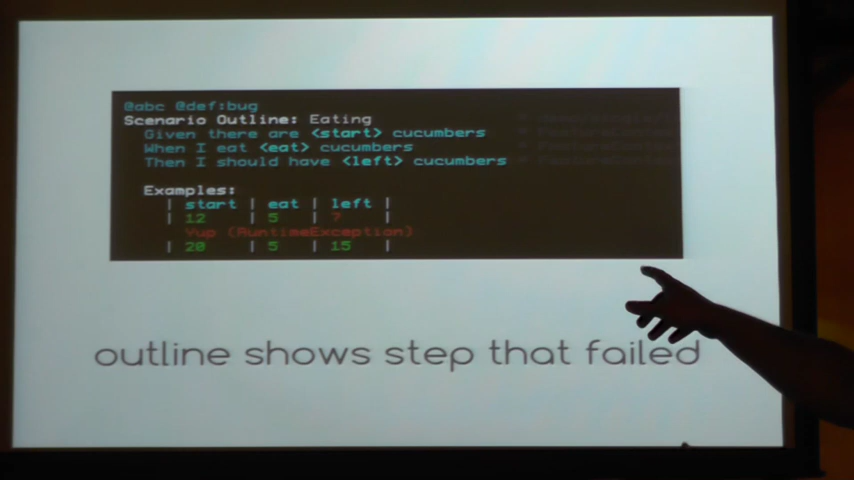 @abc @def:bug
Scenario Outline: Eating
Given there are <start> cucumbers
When I eat <eat> cucumbers
Then I should have <left> cucumbers
Examples:
| start | eat | left |
| 12 | 5 | 7 |
Yup (RuntimeException)
| 20 | 5 | 15 |
outline shows step that failed